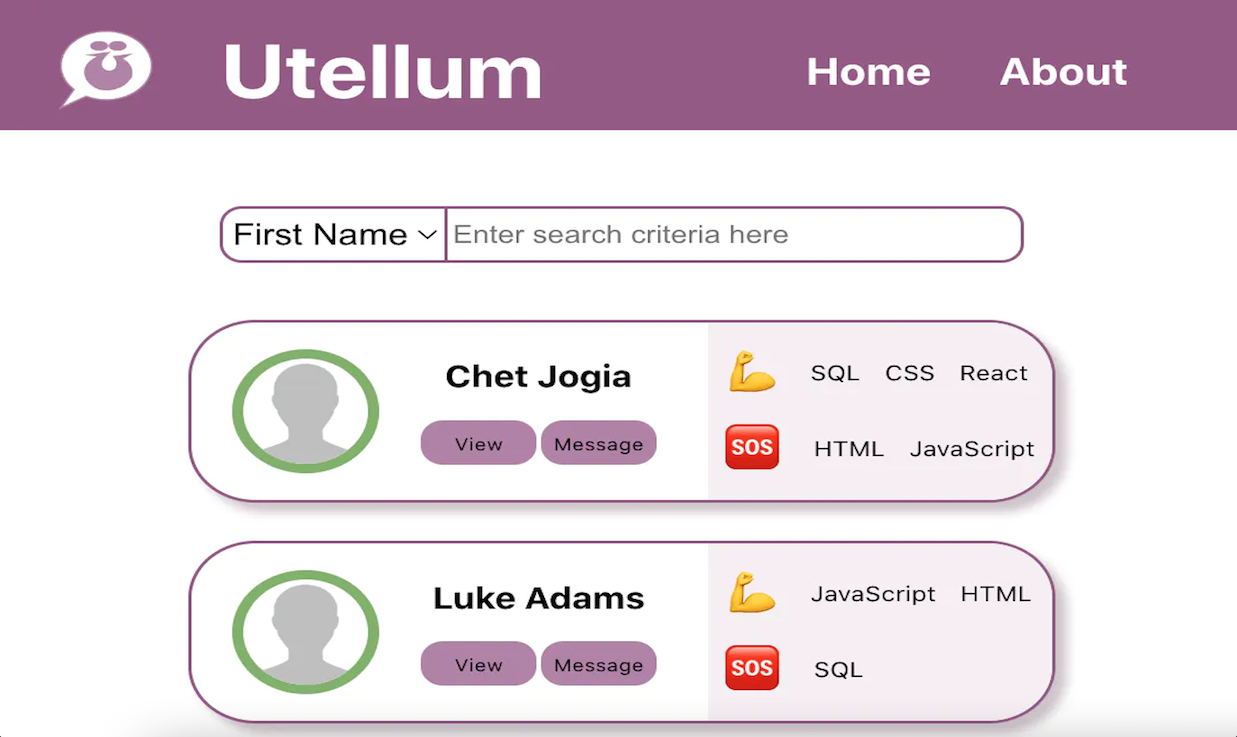 Utellum Home About
First Name Enter search criteria here
Chet Jogia
View Message
SQL CSS React
SOS HTML JavaScript
Luke Adams
View Message
JavaScript HTML
SOS SQL